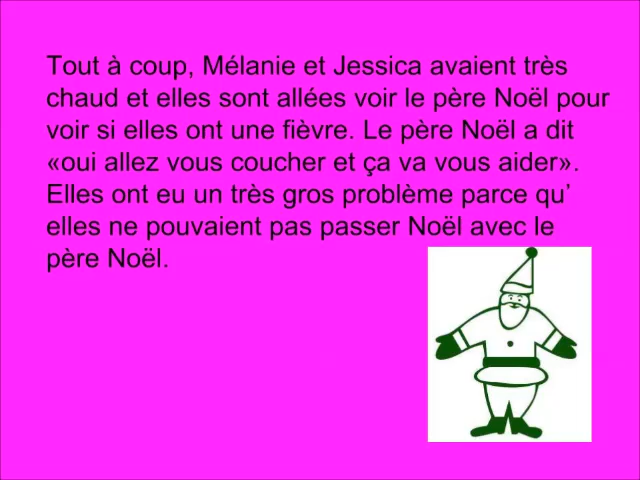 Tout à coup, Mélanie et Jessica avaient très
chaud et elles sont allées voir le père Noël pour
voir si elles ont une fièvre. Le père Noël a dit
«oui allez vous coucher et ça va vous aider».
Elles ont eu un très gros problème parce qu’
elles ne pouvaient pas passer Noël avec le
père Noël.